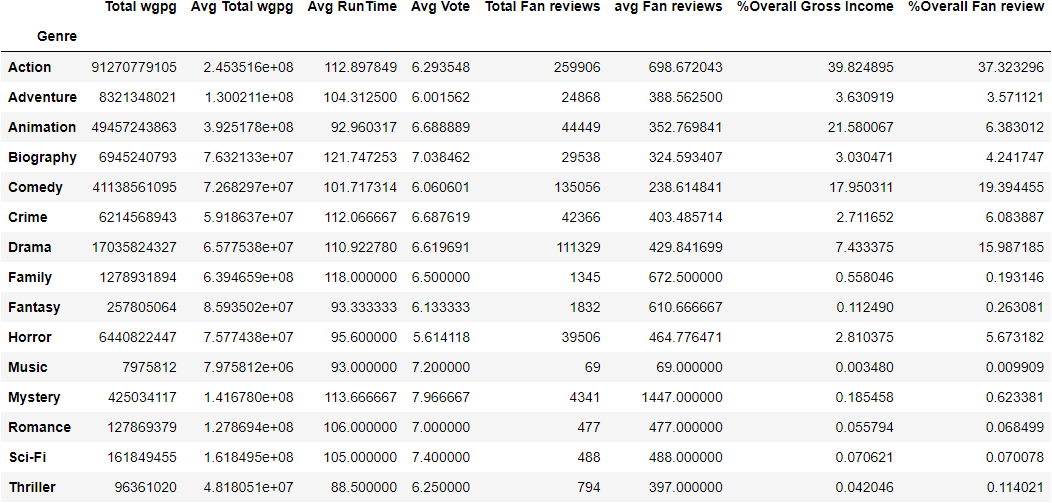 Total wgpg Avg Total wgpg Avg RunTime Avg Vote Total Fan reviews avg Fan reviews %Overall Gross Income %Overall Fan review
Genre
Action 91270779105 2.453516e+08 112.897849 6.293548 259906 698.672043 39.824895 37.323296
Adventure 8321348021 1.300211e+08 104.312500 6.001562 24868 388.562500 3.630919 3.571121
Animation 49457243863 3.925178e+08 92.960317 6.688889 44449 352.769841 21.580067 6.383012
Biography 6945240793 7.632133e+07 121.747253 7.038462 29538 324.593407 3.030471 4.241747
Comedy 41138561095 7.268297e+07 101.717314 6.060601 135056 238.614841 17.950311 19.394455
Crime 6214568943 5.918637e+07 112.066667 6.687619 42366 403.485714 2.711652 6.083887
Drama 17035824327 6.577538e+07 110.922780 6.619691 111329 429.841699 7.433375 15.987185
Family 1278931894 6.394659e+08 118.000000 6.500000 1345 672.500000 0.558046 0.193146
Fantasy 257805064 8.593502e+07 93.333333 6.133333 1832 610.666667 0.112490 0.263081
Horror 6440822447 7.577438e+07 95.600000 5.614118 39506 464.776471 2.810375 5.673182
Music 7975812 7.975812e+06 93.000000 7.200000 69 69.000000 0.003480 0.009909
Mystery 425034117 1.416780e+08 113.666667 7.966667 4341 1447.000000 0.185458 0.623381
Romance 127869379 1.278694e+08 106.000000 7.000000 477 477.000000 0.055794 0.068499
Sci-Fi 161849455 1.618495e+08 105.000000 7.400000 488 488.000000 0.070621 0.070078
Thriller 96361020 4.818051e+07 88.500000 6.250000 794 397.000000 0.042046 0.114021